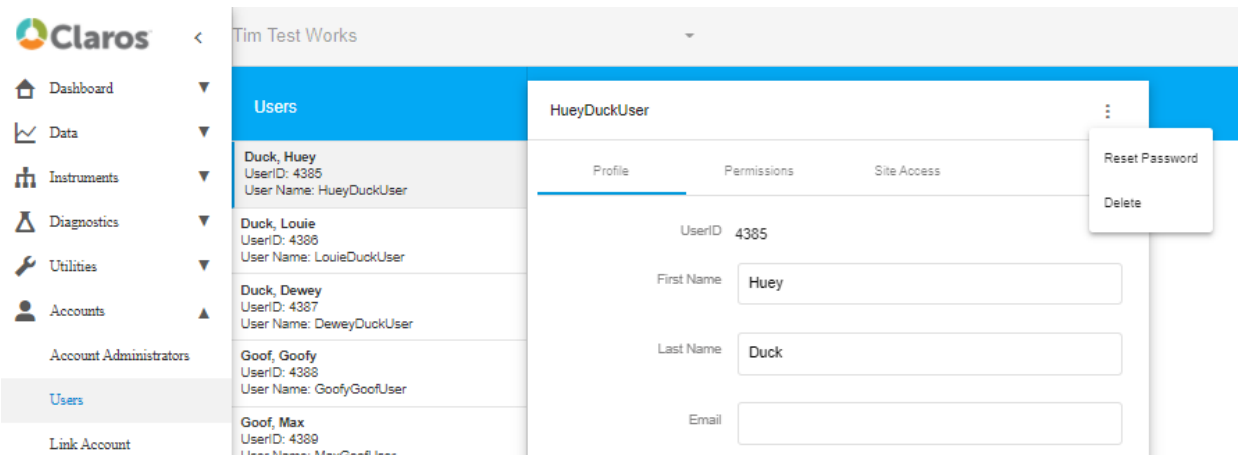 Claros
Tim Test Works
Dashboard
Data
Instruments
Diagnostics
Utilities
Accounts
Account Administrators
Users
Link Account
Users
Duck, Huey
UserID: 4385
User Name: HueyDuckUser
Duck, Louie
UserID: 4386
User Name: LouieDuckUser
Duck, Dewey
UserID: 4387
User Name: DeweyDuckUser
Goof, Goofy
UserID: 4388
User Name: GoofyGoofUser
Goof, Max
UserID: 4389
User Name: MaxGoofUser
HueyDuckUser
Reset Password
Delete
Profile Permissions Site Access
UserID 4385
First Name Huey
Last Name Duck
Email